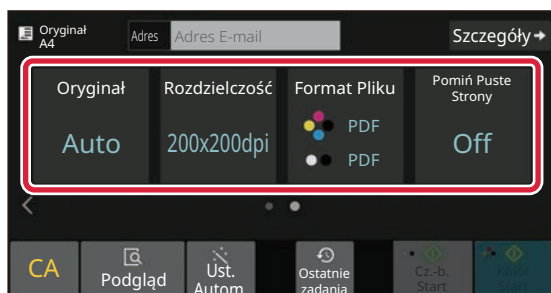 Oryginał
A4
Adres
Adres E-mail
Szczegóły
Oryginał
Rozdzielczość
Format Pliku
Pomiń Puste
Strony
Auto
200x200dpi
PDF
PDF
Off
CA
Podgląd
Ust.
Autom.
Ostatnie
zadania
Cz.-b.
Start
Kolor
Start